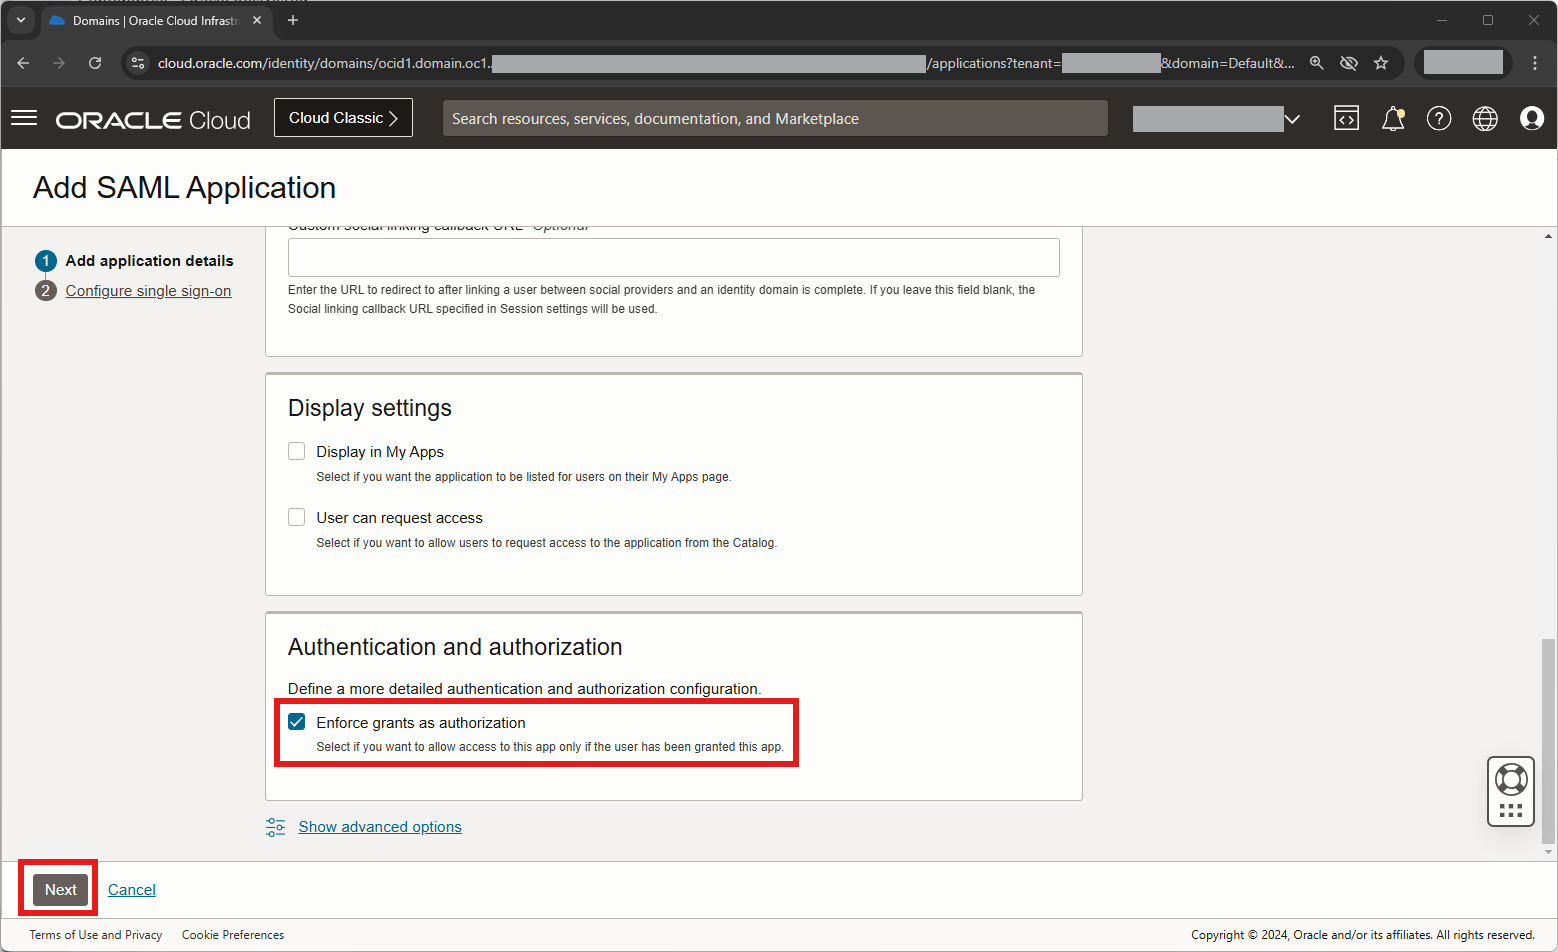 Domains | Oracle Cloud Infrastr
cloud.oracle.com/identity/domains/ocid1.domain.oc1.
/applications?tenant=
&domain=Default&...
ORACLE Cloud
Cloud Classic
Search resources, services, documentation, and Marketplace
Add SAML Application
1 Add application details
2 Configure single sign-on
Custom social linking callback URL Optional
Enter the URL to redirect to after linking a user between social providers and an identity domain is complete. If you leave this field blank, the
Social linking callback URL specified in Session settings will be used.
Display settings
Display in My Apps
Select if you want the application to be listed for users on their My Apps page.
User can request access
Select if you want to allow users to request access to the application from the Catalog.
Authentication and authorization
Define a more detailed authentication and authorization configuration.
Enforce grants as authorization
Select if you want to allow access to this app only if the user has been granted this app.
Show advanced options
Next
Cancel
Terms of Use and Privacy
Cookie Preferences
Copyright © 2024, Oracle and/or its affiliates. All rights reserved.